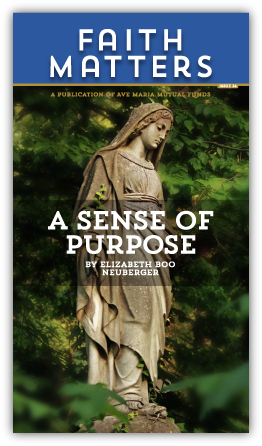 FAITH
MATTERS
A PUBLICATION OF AVE MARIA MUTUAL FUNDS
A SENSE OF
PURPOSE
BY ELIZABETH BOO
NEUBERGER